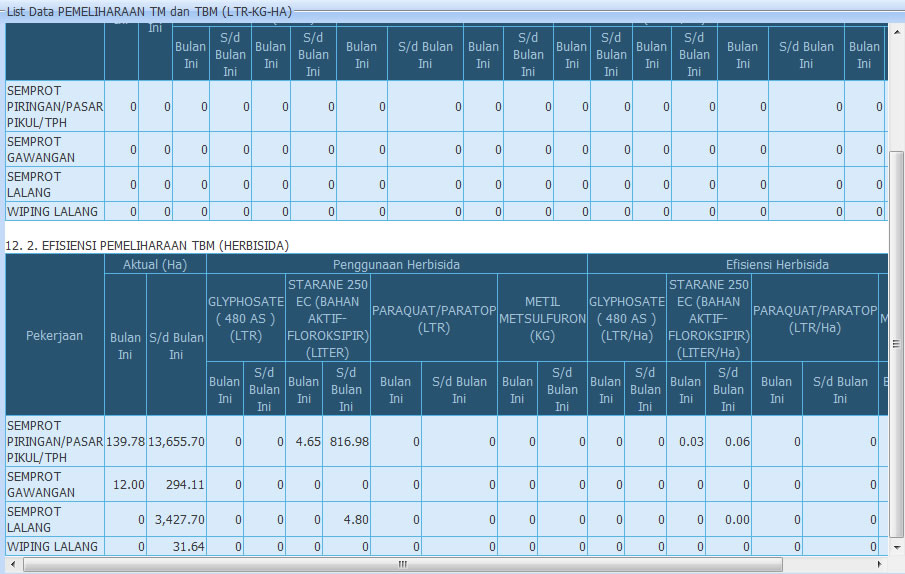 List Data PEMELIHARAAN TM dan TBM (LTR-KG-HA)
Ini
Bulan Ini S/d Bulan Ini Bulan Ini S/d Bulan Ini Bulan Ini S/d Bulan Ini Bulan Ini S/d Bulan Ini Bulan Ini S/d Bulan Ini Bulan Ini S/d Bulan Ini Bulan Ini S/d Bulan Ini Bulan Ini
SEMPROT PIRINGAN/PASAR PIKUL/TPH 0 0 0 0 0 0 0 0 0 0 0 0 0 0 0 0 0
SEMPROT GAWANGAN 0 0 0 0 0 0 0 0 0 0 0 0 0 0 0 0 0
SEMPROT LALANG 0 0 0 0 0 0 0 0 0 0 0 0 0 0 0 0 0
WIPING LALANG 0 0 0 0 0 0 0 0 0 0 0 0 0 0 0 0 0
12. 2. EFISIENSI PEMELIHARAAN TBM (HERBISIDA)
Pekerjaan Aktual (Ha) Penggunaan Herbisida Efisiensi Herbisida
GLYPHOSATE ( 480 AS ) (LTR) STARANE 250 EC (BAHAN AKTIF-FLOROKSIPIR) (LITER) PARAQUAT/PARATOP (LTR) METIL METSULFURON (KG) GLYPHOSATE ( 480 AS ) (LTR/Ha) STARANE 250 EC (BAHAN AKTIF-FLOROKSIPIR) (LITER/Ha) PARAQUAT/PARATOP (LTR/Ha)
Bulan Ini S/d Bulan Ini Bulan Ini S/d Bulan Ini Bulan Ini S/d Bulan Ini Bulan Ini S/d Bulan Ini Bulan Ini S/d Bulan Ini Bulan Ini S/d Bulan Ini Bulan Ini S/d Bulan Ini Bulan Ini S/d Bulan Ini
SEMPROT PIRINGAN/PASAR PIKUL/TPH 139.78 13,655.70 0 0 4.65 816.98 0 0 0 0 0 0 0.03 0.06 0 0
SEMPROT GAWANGAN 12.00 294.11 0 0 0 0 0 0 0 0 0 0 0 0 0 0
SEMPROT LALANG 0 3,427.70 0 0 0 4.80 0 0 0 0 0 0 0 0.00 0 0
WIPING LALANG 0 31.64 0 0 0 0 0 0 0 0 0 0 0 0 0 0